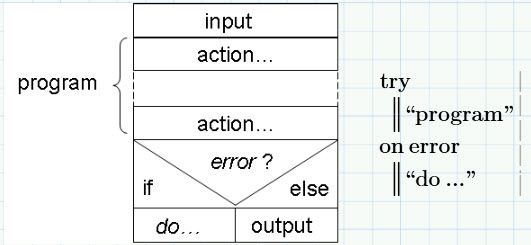 input
program
action...
action...
error ?
if
else
do...
output
try
“program”
on error
“do ...”